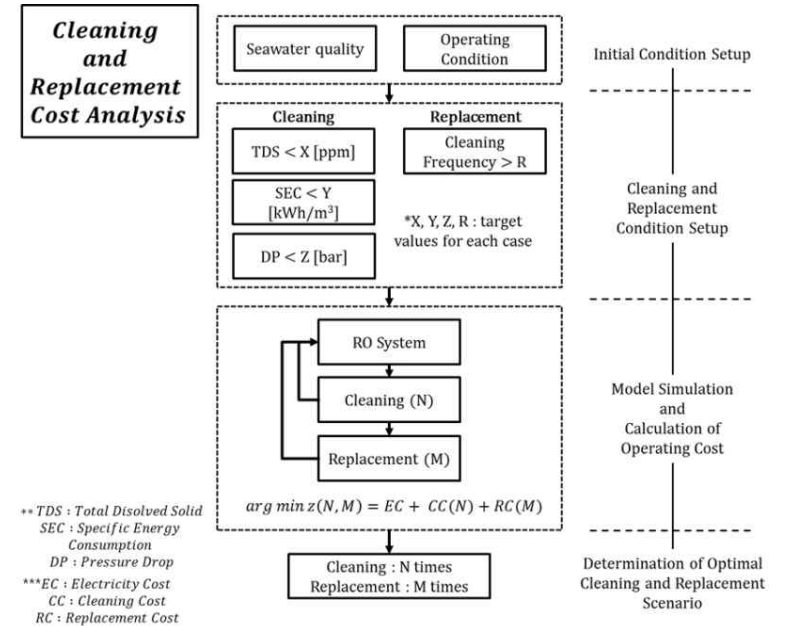 Cleaning
and
Replacement
Cost Analysis
Seawater quality
Operating
Condition
Initial Condition Setup
Cleaning
TDS < X [ppm]
SEC < Y
[kWh/m³]
DP < Z [bar]
Replacement
Cleaning
Frequency > R
*X, Y, Z, R : target
values for each case
Cleaning and
Replacement
Condition Setup
RO System
Cleaning (N)
Replacement (M)
arg min z(N, M) = EC + CC(N) + RC(M)
Model Simulation
and
Calculation of
Operating Cost
Cleaning : N times
Replacement : M times
Determination of Optimal
Cleaning and Replacement
Scenario
** TDS : Total Disolved Solid
SEC : Specific Energy
Consumption
DP : Pressure Drop
***EC : Electricity Cost
CC : Cleaning Cost
RC : Replacement Cost